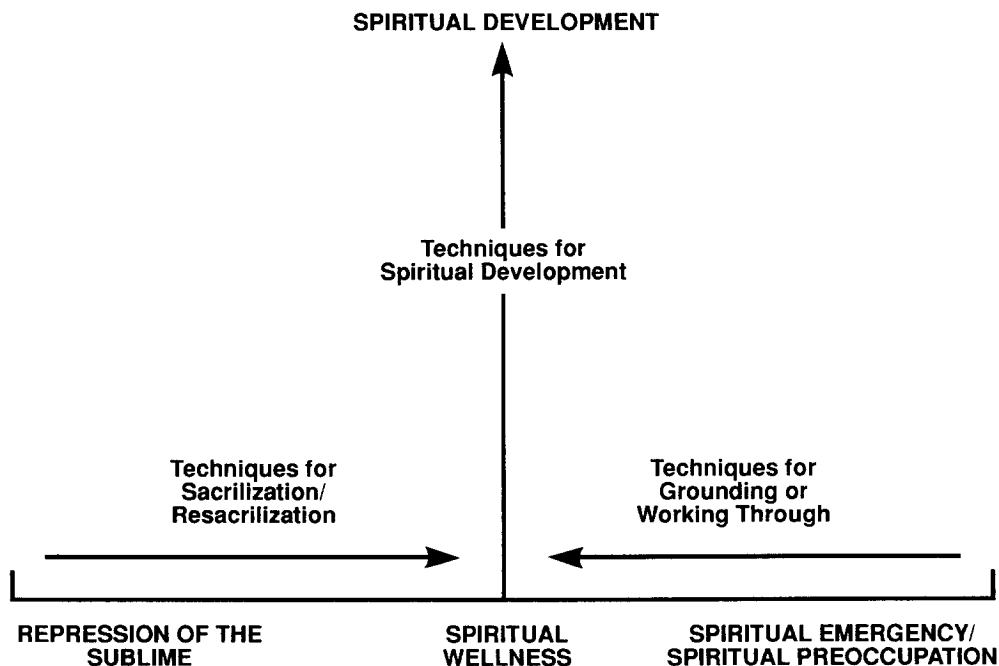 SPIRITUAL DEVELOPMENT
Techniques for
Spiritual Development
Techniques for
Sacrilization/
Resacrilization
Techniques for
Grounding or
Working Through
REPRESSION OF THE
SUBLIME
SPIRITUAL
WELLNESS
SPIRITUAL EMERGENCY/
SPIRITUAL PREOCCUPATION